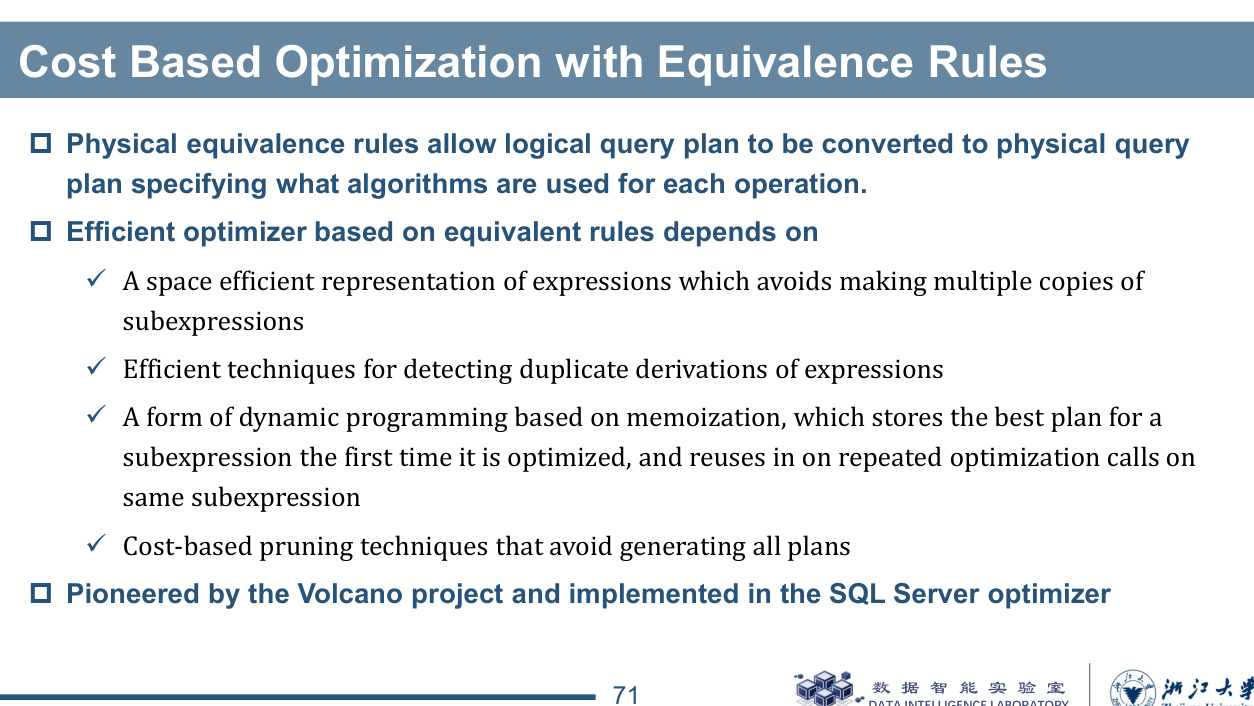 Cost Based Optimization with Equivalence Rules
Physical equivalence rules allow logical query plan to be converted to physical query
plan specifying what algorithms are used for each operation.
Efficient optimizer based on equivalent rules depends on
A space efficient representation of expressions which avoids making multiple copies of
subexpressions
Efficient techniques for detecting duplicate derivations of expressions
A form of dynamic programming based on memoization, which stores the best plan for a
subexpression the first time it is optimized, and reuses in on repeated optimization calls on
same subexpression
Cost-based pruning techniques that avoid generating all plans
Pioneered by the Volcano project and implemented in the SQL Server optimizer
71
数据智能实验室
DATA INTELLIGENCE LABORATORY
浙江大学